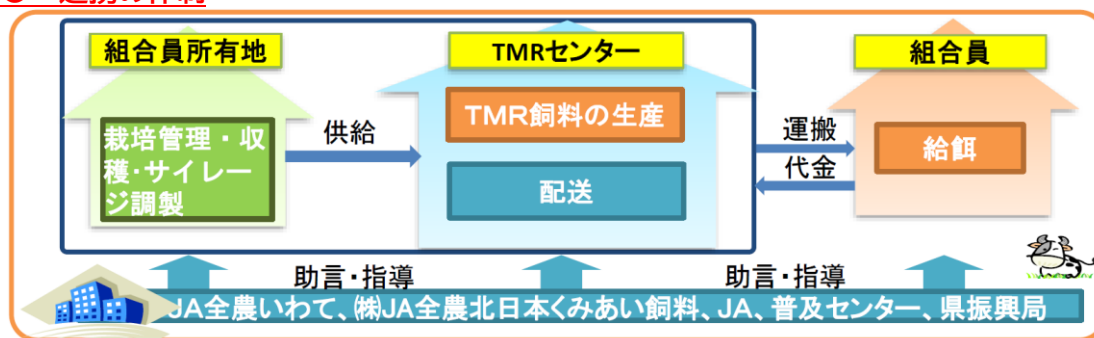 組合員所有地
TMRセンター
組合員
栽培管理・収
穫・サイレー
ジ調製
供給
TMR飼料の生産
配送
運搬
代金
給餌
助言・指導
助言・指導
JA全農いわて、㈱JA全農北日本くみあい飼料、JA、普及センター、県振興局